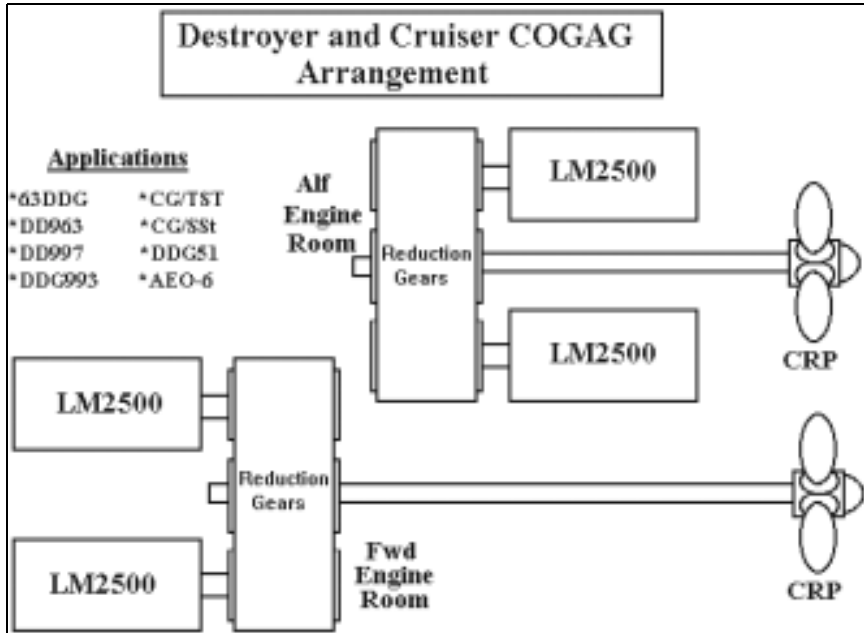 Destroyer and Cruiser COGAG
Arrangement
Applications
*63DDG *CG/TST
*DD963 *CG/SSt
*DD997 *DDG51
*DDG993 *AEO-6
Alf
Engine
Room
Reduction
Gears
LM2500
LM2500
CRP
LM2500
LM2500
Reduction
Gears
Fwd
Engine
Room
CRP